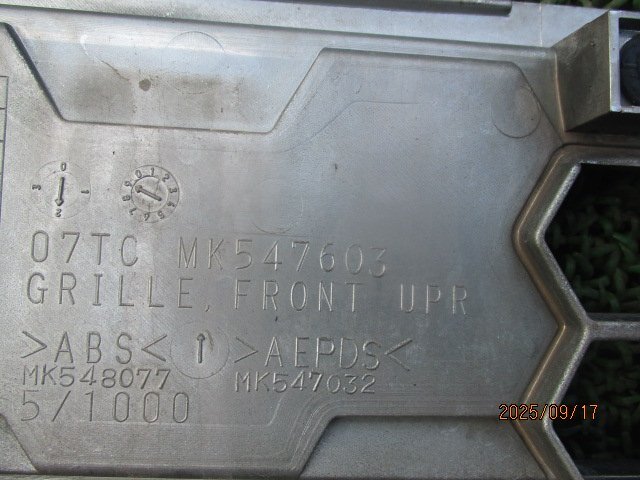 07TC MK547603
GRILLE, FRONT UPR
>ABS< >AEPDS<
MK548077 MK547032
5/1000
2025/09/17